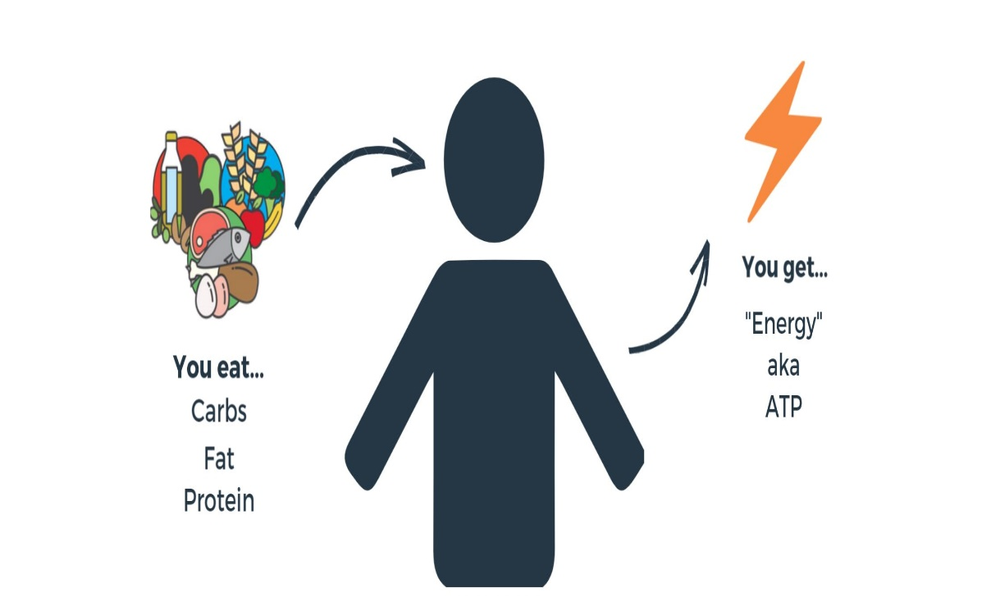 You eat...
Carbs
Fat
Protein
You get...
"Energy"
aka
ATP